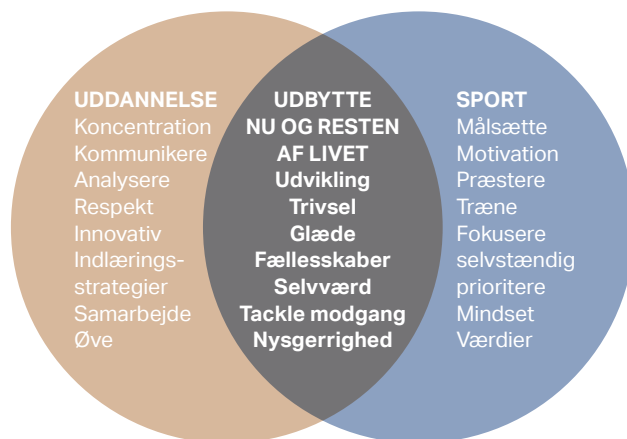 UDDANNELSE
Koncentration
Kommunikere
Analysere
Respekt
Innovativ
Indlærings-
strategier
Samarbejde
Øve
UDBYTTE
NU OG RESTEN
AF LIVET
Udvikling
Trivsel
Glæde
Fællesskaber
Selvværd
Tackle modgang
Nysgerrighed
SPORT
Målsætte
Motivation
Præstere
Træne
Fokusere
selvstændig
prioritere
Mindset
Værdier